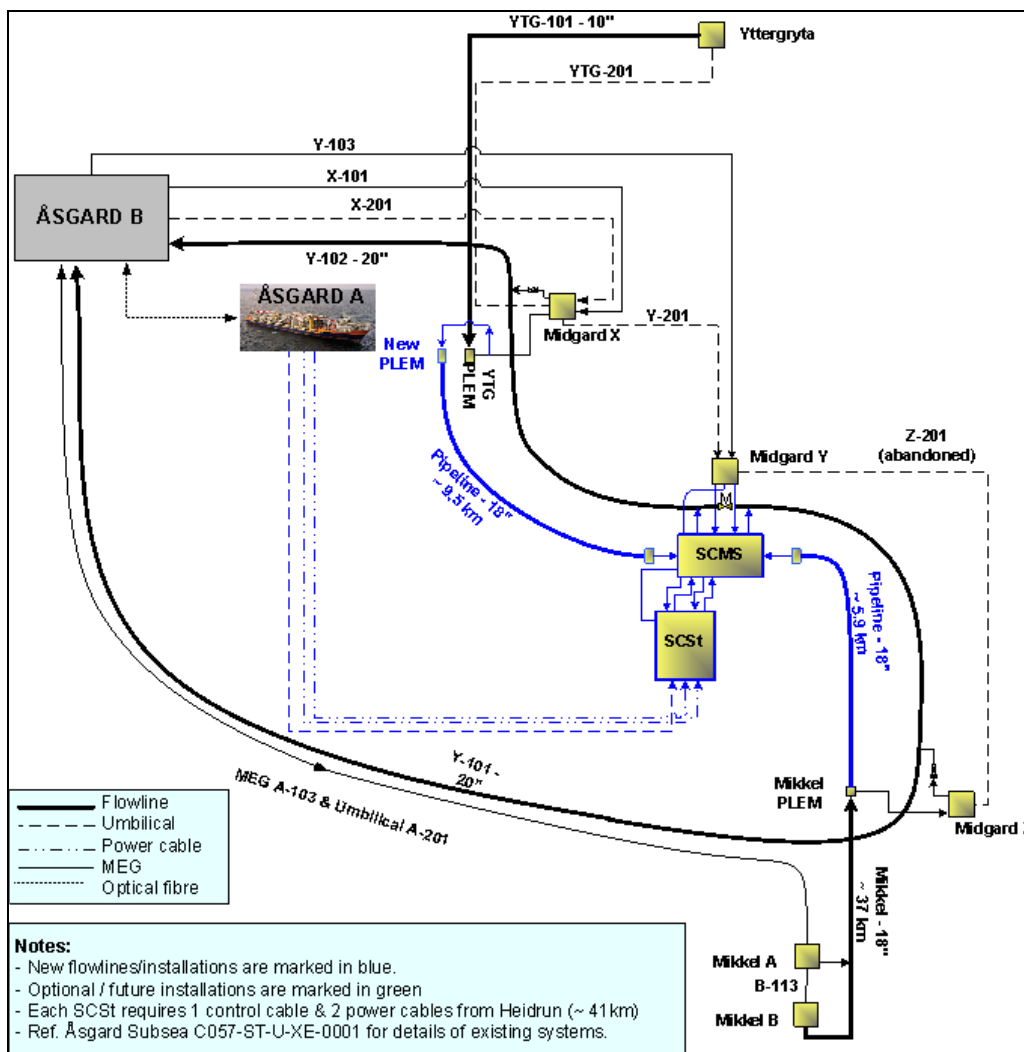 YTG-101 - 10"
Yttergryta
YTG-201
Y-103
X-101
X-201
ÅSGARD B
Y-102 - 20"
ÅSGARD A
New
PLEM
YTG
PLEM
Midgard X
Y-201
Z-201
(abandoned)
Midgard Y
Pipeline - 18"
~ 9,5 km
SCMS
Pipeline - 18"
~ 5,9 km
SCSt
Y-101 -
20"
MEG A-103 & Umbilical A-201
Mikkel
PLEM
Midgard
Mikkel - 18"
~ 37 km
Mikkel A
B-113
Mikkel B
Flowline
Umbilical
Power cable
MEG
Optical fibre
Notes:
- New flowlines/installations are marked in blue.
- Optional / future installations are marked in green
- Each SCSt requires 1 control cable & 2 power cables from Heidrun (~ 41km)
- Ref. Åsgard Subsea C057-ST-U-XE-0001 for details of existing systems.